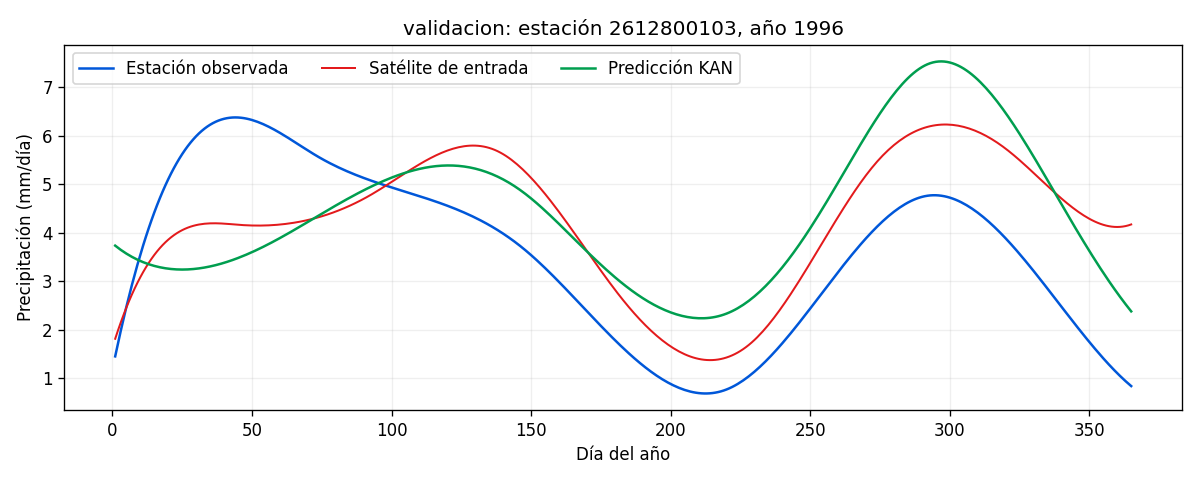 validacion: estación 2612800103, año 1996
Estación observada
Satélite de entrada
Predicción KAN
Precipitación (mm/día)
7
6
5
4
3
2
1
0
50
100
150
200
250
300
350
Día del año